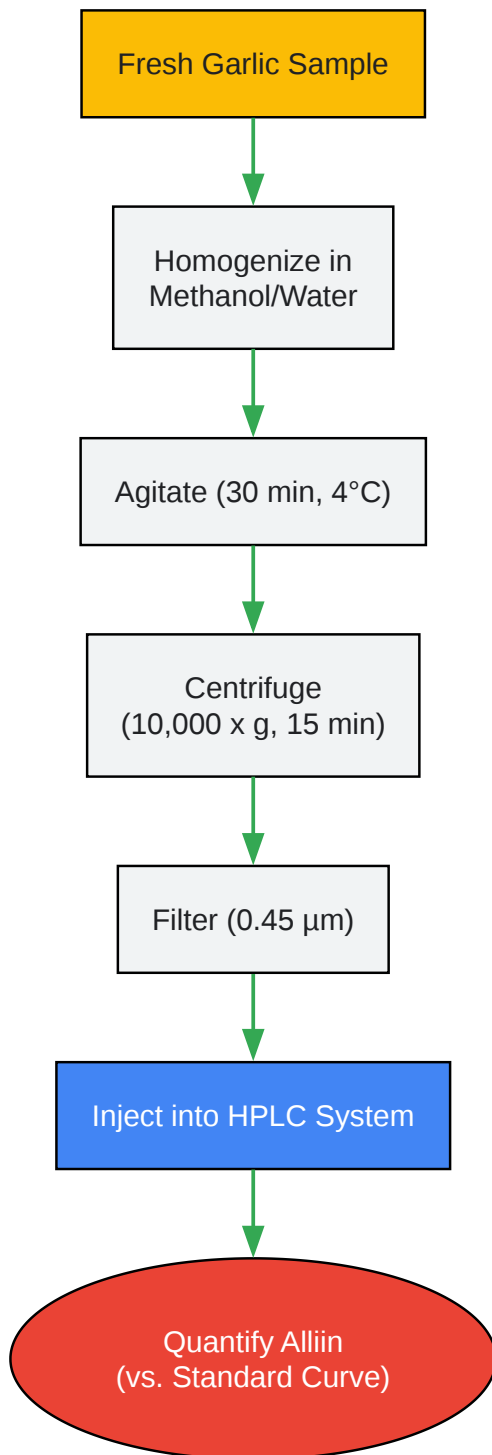 Fresh Garlic Sample
Homogenize in
Methanol/Water
Agitate (30 min, 4°C)
Centrifuge
(10,000 x g, 15 min)
Filter (0.45 µm)
Inject into HPLC System
Quantify Alliin
(vs. Standard Curve)